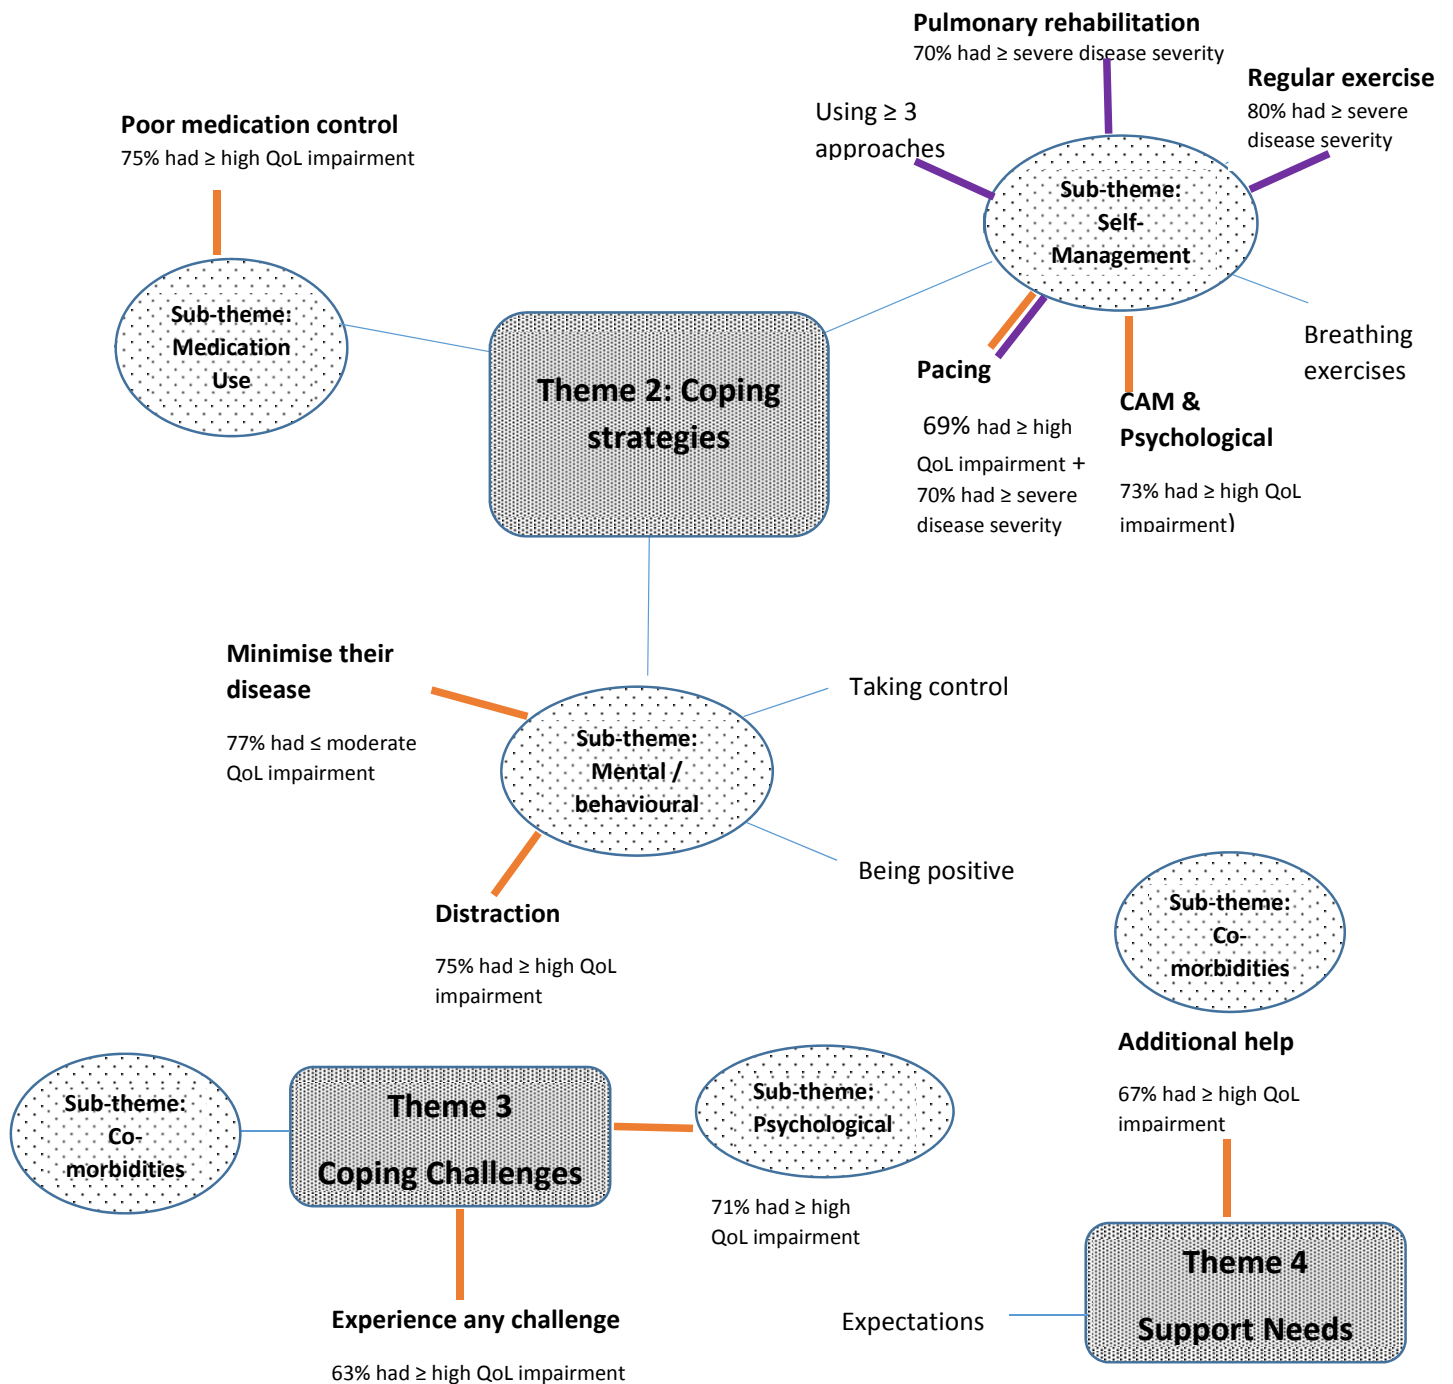 Pulmonary rehabilitation
70% had ≥ severe disease severity
Regular exercise
80% had ≥ severe
disease severity
Using ≥ 3
approaches
Poor medication control
75% had ≥ high QoL impairment
Sub-theme:
Self-
Management
Sub-theme:
Medication
Use
Theme 2: Coping
strategies
Breathing
exercises
Pacing
69% had ≥ high
QoL impairment +
70% had ≥ severe
disease severity
CAM &
Psychological
73% had ≥ high QoL
impairment)
Minimise their
disease
77% had ≤ moderate
QoL impairment
Sub-theme:
Mental /
behavioural
Taking control
Being positive
Distraction
75% had ≥ high QoL
impairment
Sub-theme:
Co-
morbidities
Additional help
67% had ≥ high QoL
impairment
Sub-theme:
Co-
morbidities
Theme 3
Coping Challenges
Sub-theme:
Psychological
71% had ≥ high
QoL impairment
Experience any challenge
63% had ≥ high QoL impairment
Expectations
Theme 4
Support Needs